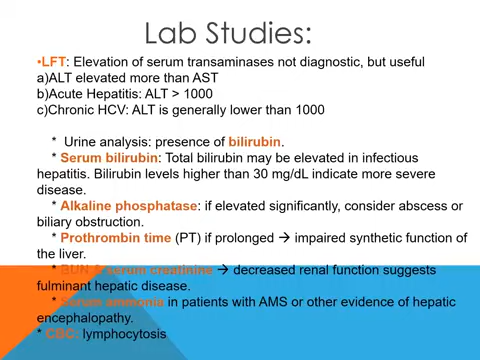 Lab Studies:
•LFT: Elevation of serum transaminases not diagnostic, but useful
a)ALT elevated more than AST
b)Acute Hepatitis: ALT > 1000
c)Chronic HCV: ALT is generally lower than 1000
* Urine analysis: presence of bilirubin.
* Serum bilirubin: Total bilirubin may be elevated in infectious
hepatitis. Bilirubin levels higher than 30 mg/dL indicate more severe
disease.
* Alkaline phosphatase: if elevated significantly, consider abscess or
biliary obstruction.
* Prothrombin time (PT) if prolonged → impaired synthetic function of
the liver.
* BUN & serum creatinine → decreased renal function suggests
fulminant hepatic disease.
* Serum ammonia in patients with AMS or other evidence of hepatic
encephalopathy.
* CBC: lymphocytosis